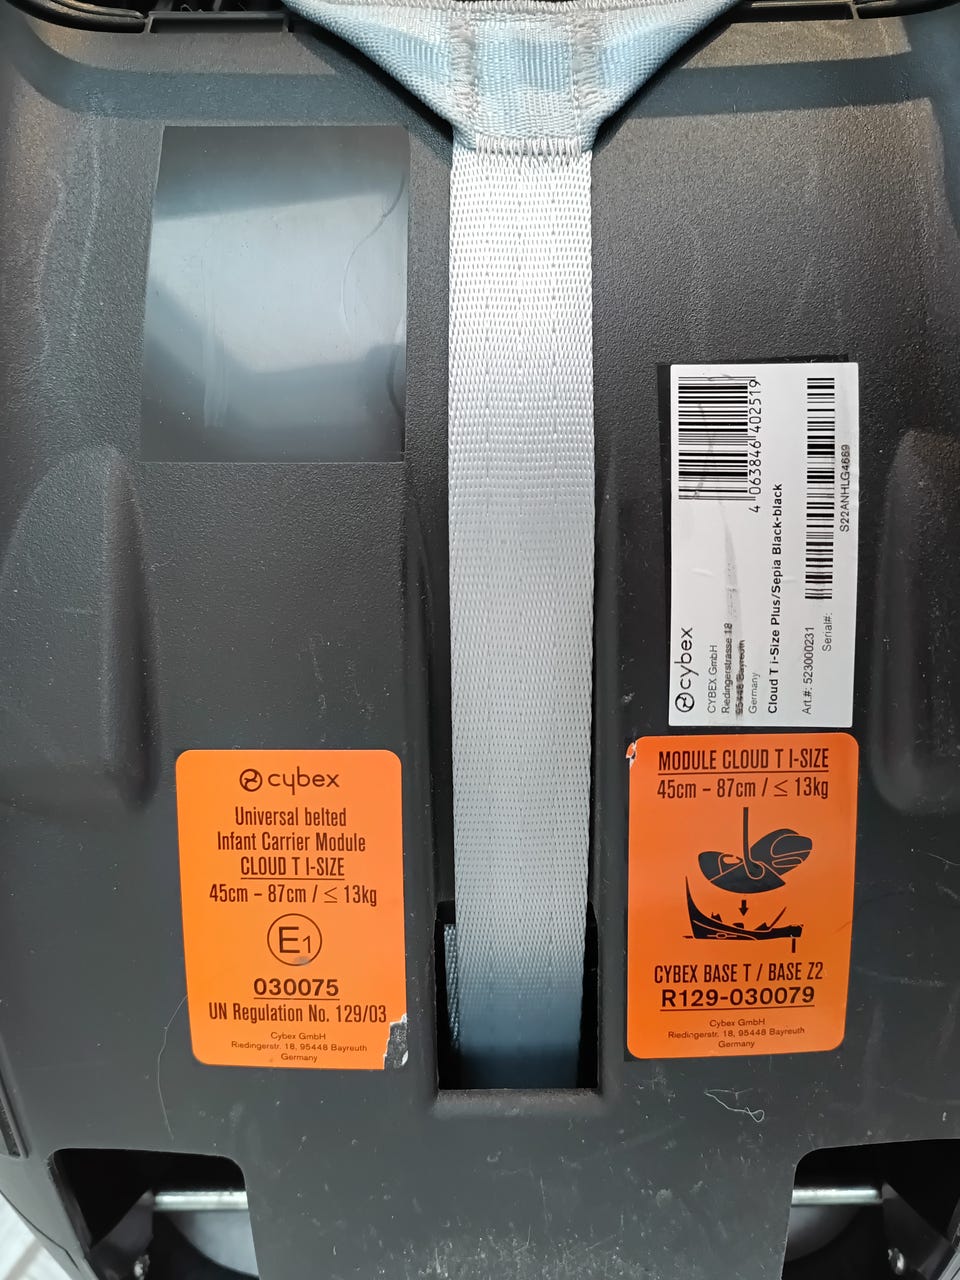 cybex
Universal belted
Infant Carrier Module
CLOUD T I-SIZE
45cm – 87cm / ≤ 13kg
E1
030075
UN Regulation No. 129/03
Cybex GmbH
Riedingerstr. 18, 95448 Bayreuth
Germany
cybex
CYBEX GmbH
Riedingerstrasse 18
95448 Bayreuth
Germany
Cloud T i-Size Plus/Sepia Black-black
Art.#: 523000231
Serial#:
4 063846 402519
S22ANHLG4669
MODULE CLOUD T I-SIZE
45cm – 87cm / ≤ 13kg
CYBEX BASE T / BASE Z2
R129-030079
Cybex GmbH
Riedingerstr. 18, 95448 Bayreuth
Germany